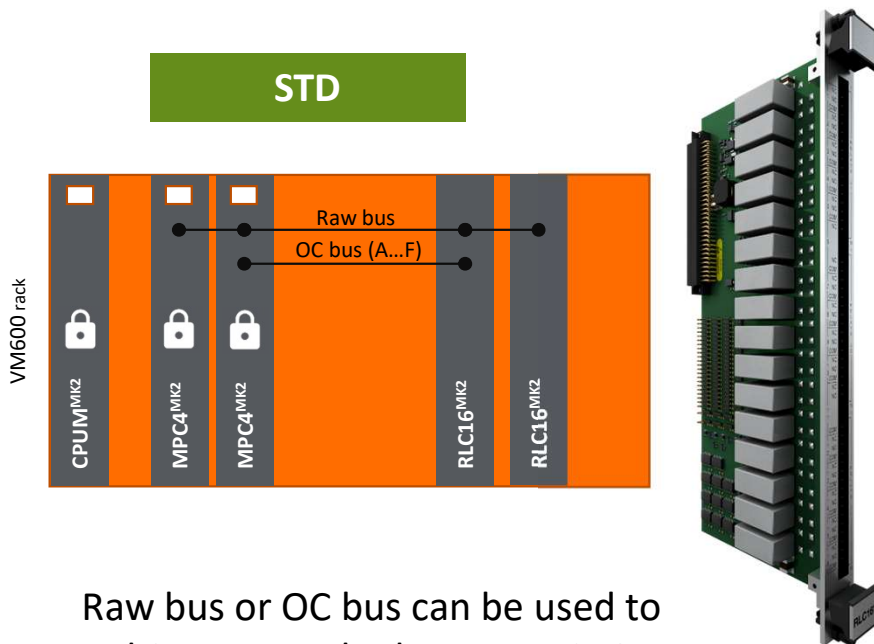 STD
Raw bus
OC bus (A...F)
VM600 rack
CPUMᴹᴷ²
MPC4ᴹᴷ²
MPC4ᴹᴷ²
RLC16ᴹᴷ²
RLC16ᴹᴷ²
RLC16
Raw bus or OC bus can be used to